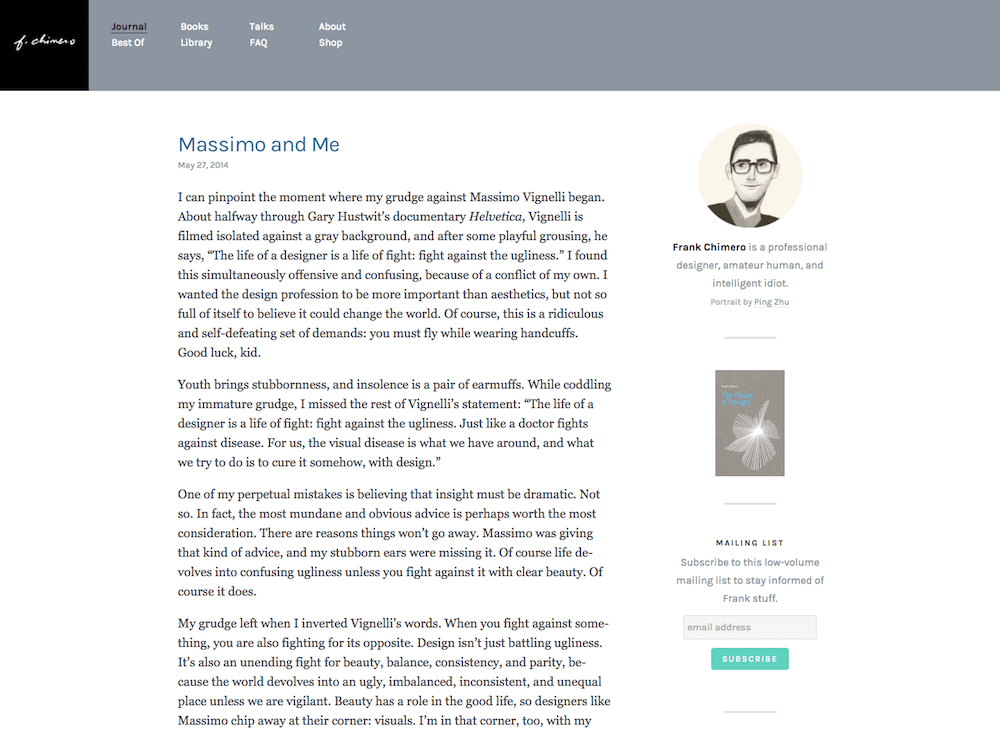 f. chimero
Journal
Books
Talks
About
Best Of
Library
FAQ
Shop
Massimo and Me
May 27, 2014
I can pinpoint the moment where my grudge against Massimo Vignelli began.
About halfway through Gary Hustwit’s documentary Helvetica, Vignelli is
filmed isolated against a gray background, and after some playful grousing, he
says, “The life of a designer is a life of fight: fight against the ugliness.” I found
this simultaneously offensive and confusing, because of a conflict of my own. I
wanted the design profession to be more important than aesthetics, but not so
full of itself to believe it could change the world. Of course, this is a ridiculous
and self-defeating set of demands: you must fly while wearing handcuffs.
Good luck, kid.
Youth brings stubbornness, and insolence is a pair of earmuffs. While coddling
my immature grudge, I missed the rest of Vignelli’s statement: “The life of a
designer is a life of fight: fight against the ugliness. Just like a doctor fights
against disease. For us, the visual disease is what we have around, and what
we try to do is to cure it somehow, with design.”
One of my perpetual mistakes is believing that insight must be dramatic. Not
so. In fact, the most mundane and obvious advice is perhaps worth the most
consideration. There are reasons things won’t go away. Massimo was giving
that kind of advice, and my stubborn ears were missing it. Of course life de-
volves into confusing ugliness unless you fight against it with clear beauty. Of
course it does.
My grudge left when I inverted Vignelli’s words. When you fight against some-
thing, you are also fighting for its opposite. Design isn’t just battling ugliness.
It’s also an unending fight for beauty, balance, consistency, and parity, be-
cause the world devolves into an ugly, imbalanced, inconsistent, and unequal
place unless we are vigilant. Beauty has a role in the good life, so designers like
Massimo chip away at their corner: visuals. I’m in that corner, too, with my
Frank Chimero is a professional
designer, amateur human, and
intelligent idiot.
Portrait by Ping Zhu
The Shape
of Design
MAILING LIST
Subscribe to this low-volume
mailing list to stay informed of
Frank stuff.
email address
SUBSCRIBE